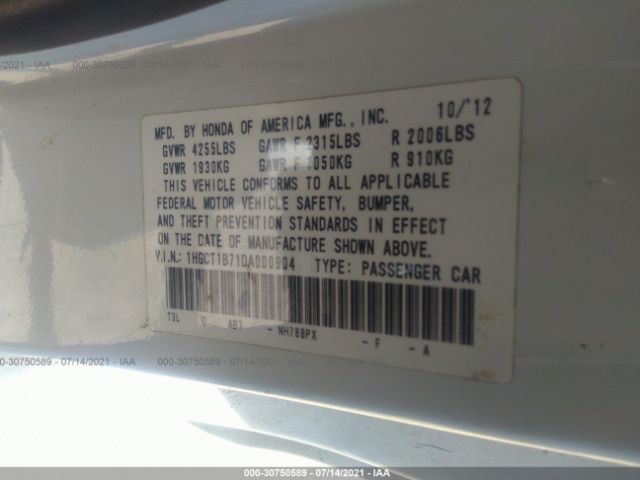 000-30750589 - 07/14/2021 - IAA
MFD. BY HONDA OF AMERICA MFG., INC. 10/'12
GVWR 4255LBS GAWR F 2315LBS R 2006LBS
GVWR 1930KG GAWR F 1050KG R 910KG
THIS VEHICLE CONFORMS TO ALL APPLICABLE
FEDERAL MOTOR VEHICLE SAFETY, BUMPER,
AND THEFT PREVENTION STANDARDS IN EFFECT
ON THE DATE OF MANUFACTURE SHOWN ABOVE.
V.I.N.: 1HGCT1B71DA000904 TYPE: PASSENGER CAR
T3L AB7 - NH788PX - F - A
000-30750589 - 07/14/2021 - IAA
000-30750589 - 07/14/2021 - IAA